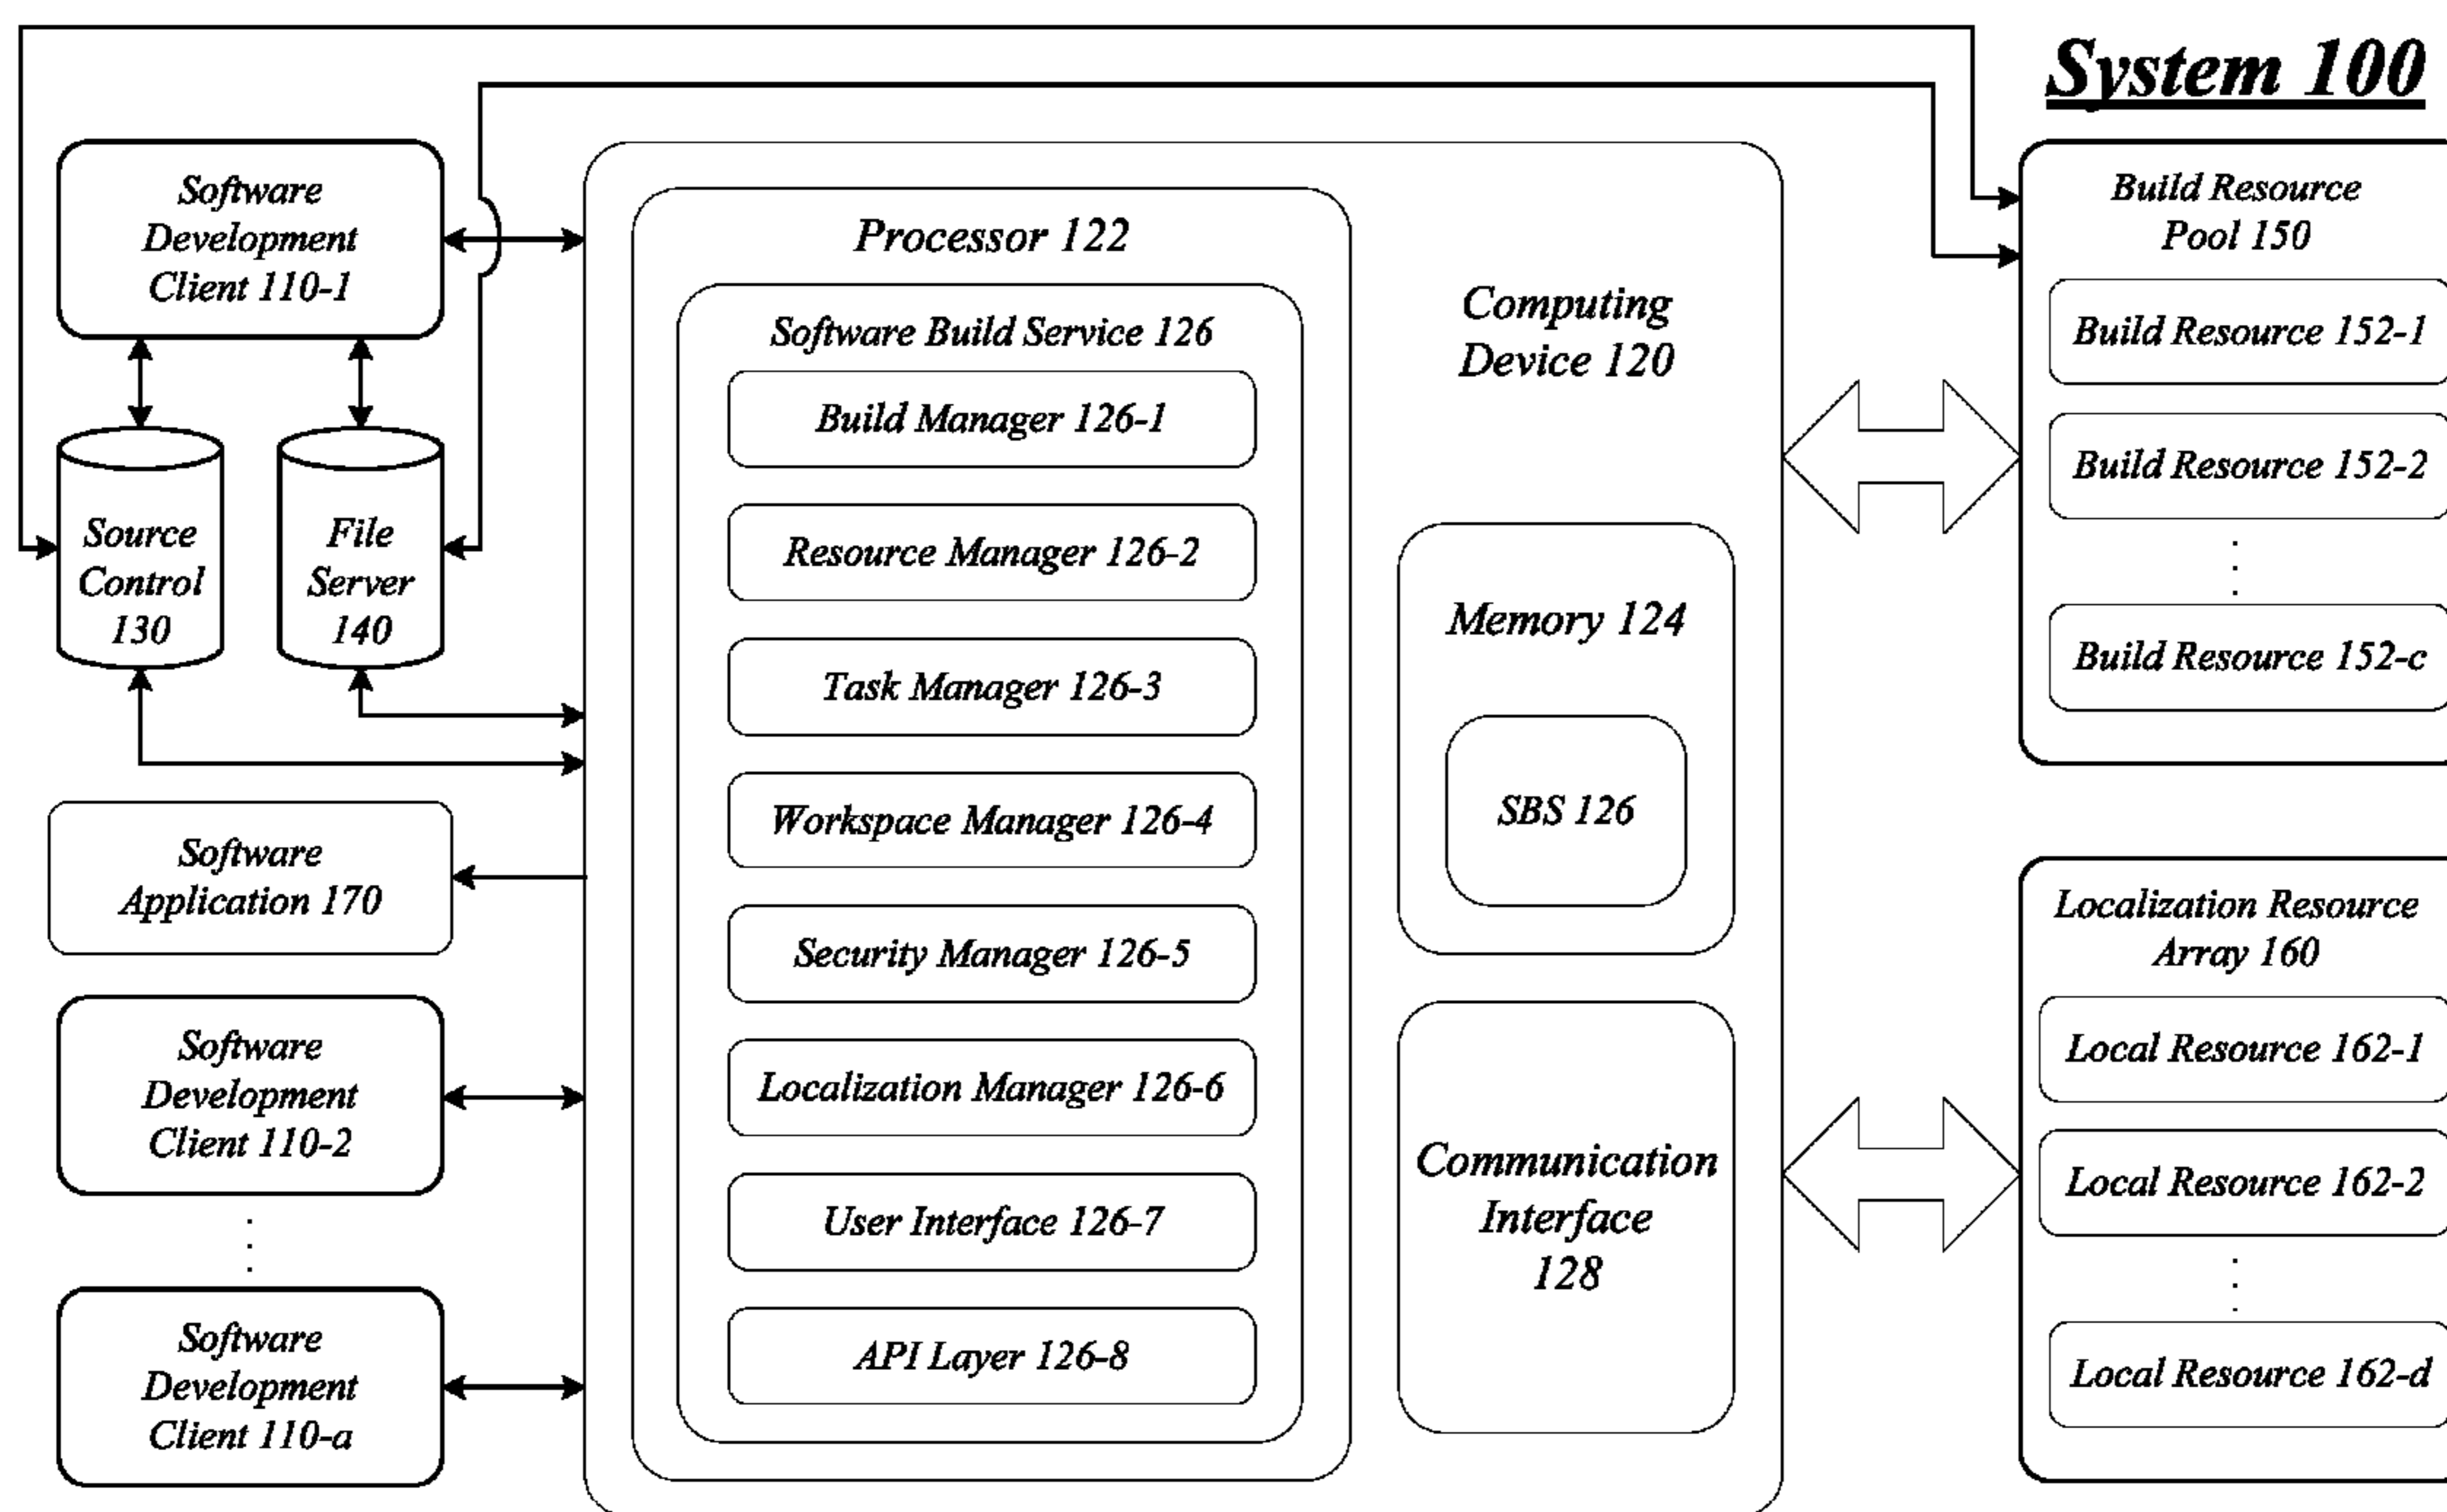 System 100
Software
Development
Client 110-1
Source
Control
130
File
Server
140
Software
Application 170
Software
Development
Client 110-2
Software
Development
Client 110-a
Processor 122
Software Build Service 126
Build Manager 126-1
Resource Manager 126-2
Task Manager 126-3
Workspace Manager 126-4
Security Manager 126-5
Localization Manager 126-6
User Interface 126-7
API Layer 126-8
Computing
Device 120
Memory 124
SBS 126
Communication
Interface
128
Build Resource
Pool 150
Build Resource 152-1
Build Resource 152-2
Build Resource 152-c
Localization Resource
Array 160
Local Resource 162-1
Local Resource 162-2
Local Resource 162-d